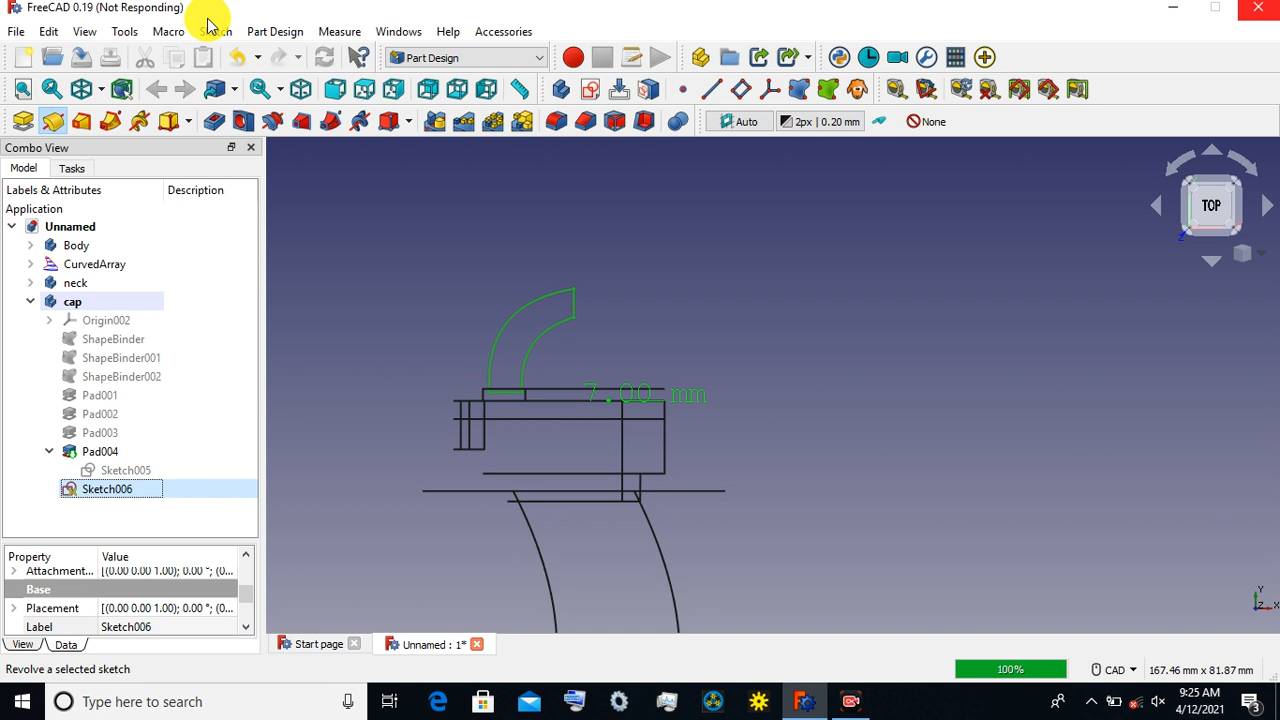 FreeCAD 0.19 (Not Responding)
File Edit View Tools Macro Sketch Part Design Measure Windows Help Accessories
Part Design
Auto 2px | 0.20 mm None
Combo View
Model Tasks
Labels & Attributes Description
Application
Unnamed
Body
CurvedArray
neck
cap
Origin002
ShapeBinder
ShapeBinder001
ShapeBinder002
Pad001
Pad002
Pad003
Pad004
Sketch005
Sketch006
Property Value
Attachment... [(0.00 0.00 1.00); 0.00 °; (0...
Base
Placement [(0.00 0.00 1.00); 0.00 °; (0...
Label Sketch006
View Data
TOP
7.00 mm
Y
Z X
Start page Unnamed : 1*
Revolve a selected sketch 100% CAD 167.46 mm x 81.87 mm
Type here to search
9:25 AM
4/12/2021
3